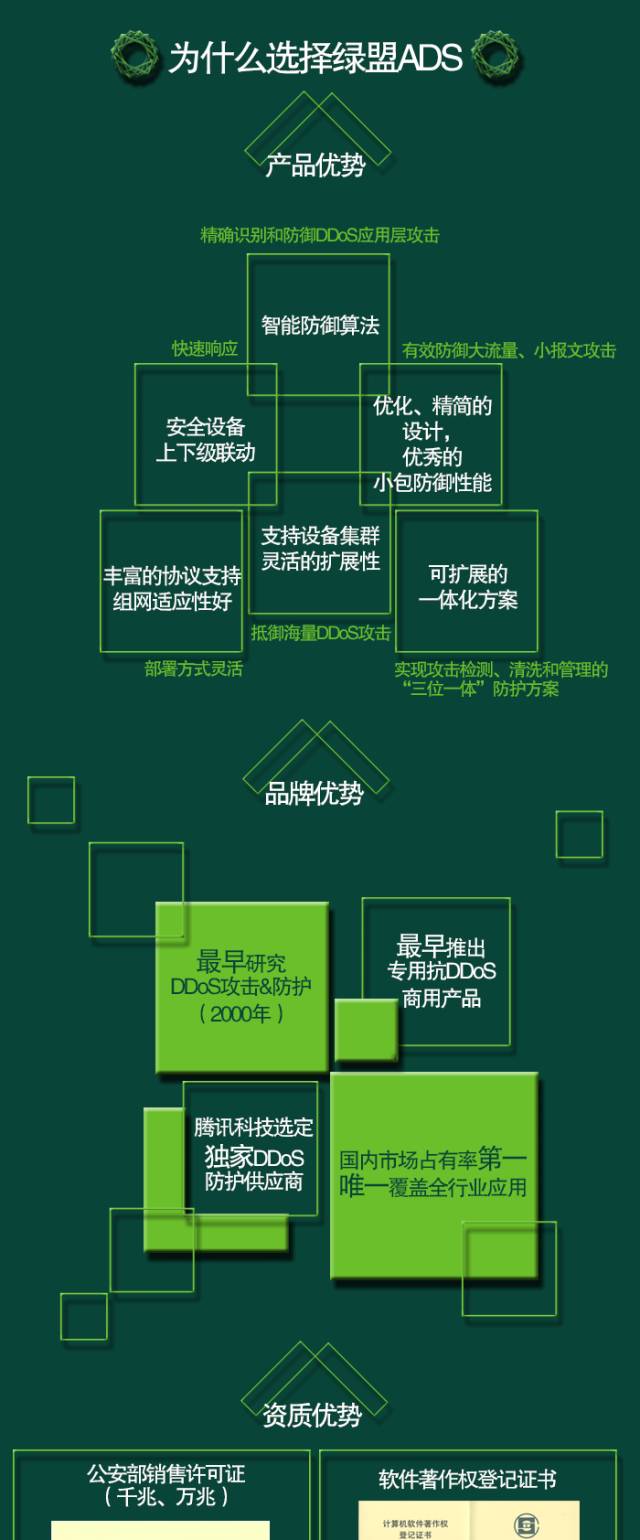 为什么选择绿盟ADS
产品优势
精确识别和防御DDoS应用层攻击
智能防御算法
快速响应
有效防御大流量、小报文攻击
安全设备
上下级联动
优化、精简的
设计，
优秀的
小包防御性能
支持设备集群
灵活的扩展性
丰富的协议支持
组网适应性好
可扩展的
一体化方案
抵御海量DDoS攻击
部署方式灵活
实现攻击检测、清洗和管理的
“三位一体”防护方案
品牌优势
最早研究
DDoS攻击&防护
（2000年）
最早推出
专用抗DDoS
商用产品
腾讯科技选定
独家DDoS
防护供应商
国内市场占有率第一
唯一覆盖全行业应用
资质优势
公安部销售许可证
（千兆、万兆）
软件著作权登记证书
计算机软件著作权
登记证书